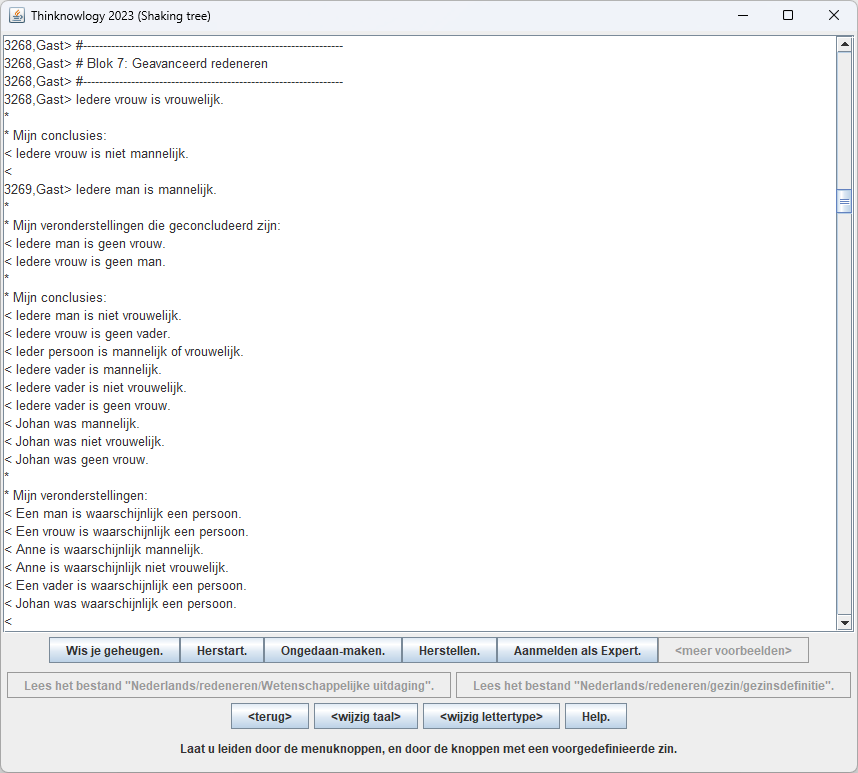 Thinknowlogy 2023 (Shaking tree)
3268,Gast> #-----------------------------------------------------------------
3268,Gast> # Blok 7: Geavanceerd redeneren
3268,Gast> #-----------------------------------------------------------------
3268,Gast> Iedere vrouw is vrouwelijk.
*
* Mijn conclusies:
< Iedere vrouw is niet mannelijk.
<
3269,Gast> Iedere man is mannelijk.
*
* Mijn veronderstellingen die geconcludeerd zijn:
< Iedere man is geen vrouw.
< Iedere vrouw is geen man.
*
* Mijn conclusies:
< Iedere man is niet vrouwelijk.
< Iedere vrouw is geen vader.
< Ieder persoon is mannelijk of vrouwelijk.
< Iedere vader is mannelijk.
< Iedere vader is niet vrouwelijk.
< Iedere vader is geen vrouw.
< Johan was mannelijk.
< Johan was niet vrouwelijk.
< Johan was geen vrouw.
*
* Mijn veronderstellingen:
< Een man is waarschijnlijk een persoon.
< Een vrouw is waarschijnlijk een persoon.
< Anne is waarschijnlijk mannelijk.
< Anne is waarschijnlijk niet vrouwelijk.
< Een vader is waarschijnlijk een persoon.
< Johan was waarschijnlijk een persoon.
<
Wis je geheugen. Herstart. Ongedaan-maken. Herstellen. Aanmelden als Expert. <meer voorbeelden>
Lees het bestand "Nederlands/redeneren/Wetenschappelijke uitdaging". Lees het bestand "Nederlands/redeneren/gezin/gezinsdefinitie".
<terug> <wijzig taal> <wijzig lettertype> Help.
Laat u leiden door de menuknoppen, en door de knoppen met een voorgedefinieerde zin.